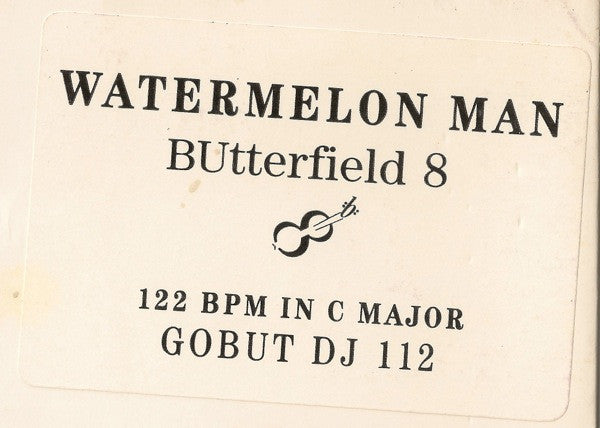 WATERMELON MAN
BUtterfield 8
122 BPM IN C MAJOR
GOBUT DJ 112